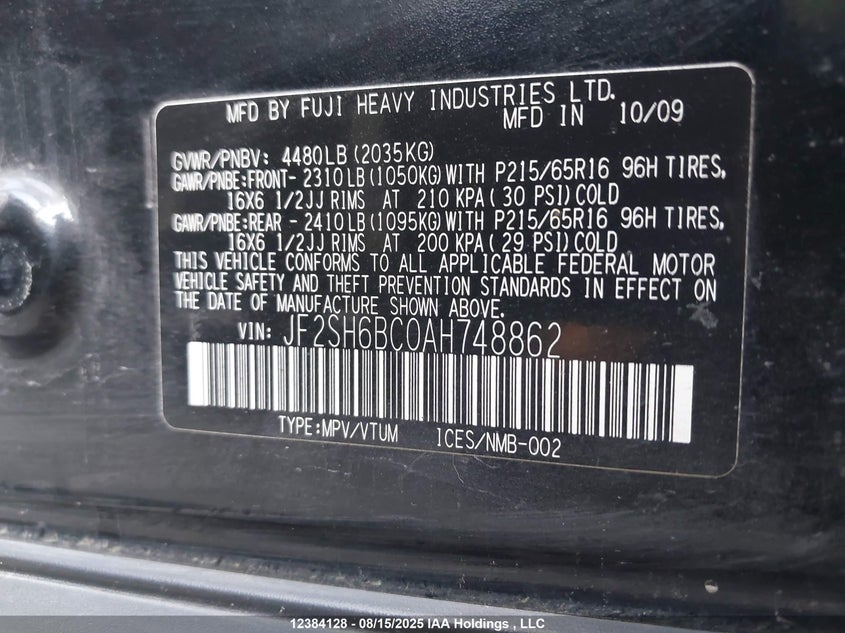 MFD BY FUJI HEAVY INDUSTRIES LTD.
MFD IN 10/09
GVWR/PNBV: 4480LB(2035KG)
GAWR/PNBE:FRONT- 2310LB(1050KG)WITH P215/65R16 96H TIRES,
16X6 1/2JJ RIMS AT 210 KPA( 30 PSI)COLD
GAWR/PNBE:REAR - 2410LB(1095KG)WITH P215/65R16 96H TIRES,
16X6 1/2JJ RIMS AT 200 KPA( 29 PSI)COLD
THIS VEHICLE CONFORMS TO ALL APPLICABLE FEDERAL MOTOR
VEHICLE SAFETY AND THEFT PREVENTION STANDARDS IN EFFECT ON
THE DATE OF MANUFACTURE SHOWN ABOVE.
VIN: JF2SH6BC0AH748862
TYPE:MPV/VTUM ICES/NMB-002
12384128 - 08/15/2025 IAA Holdings , LLC